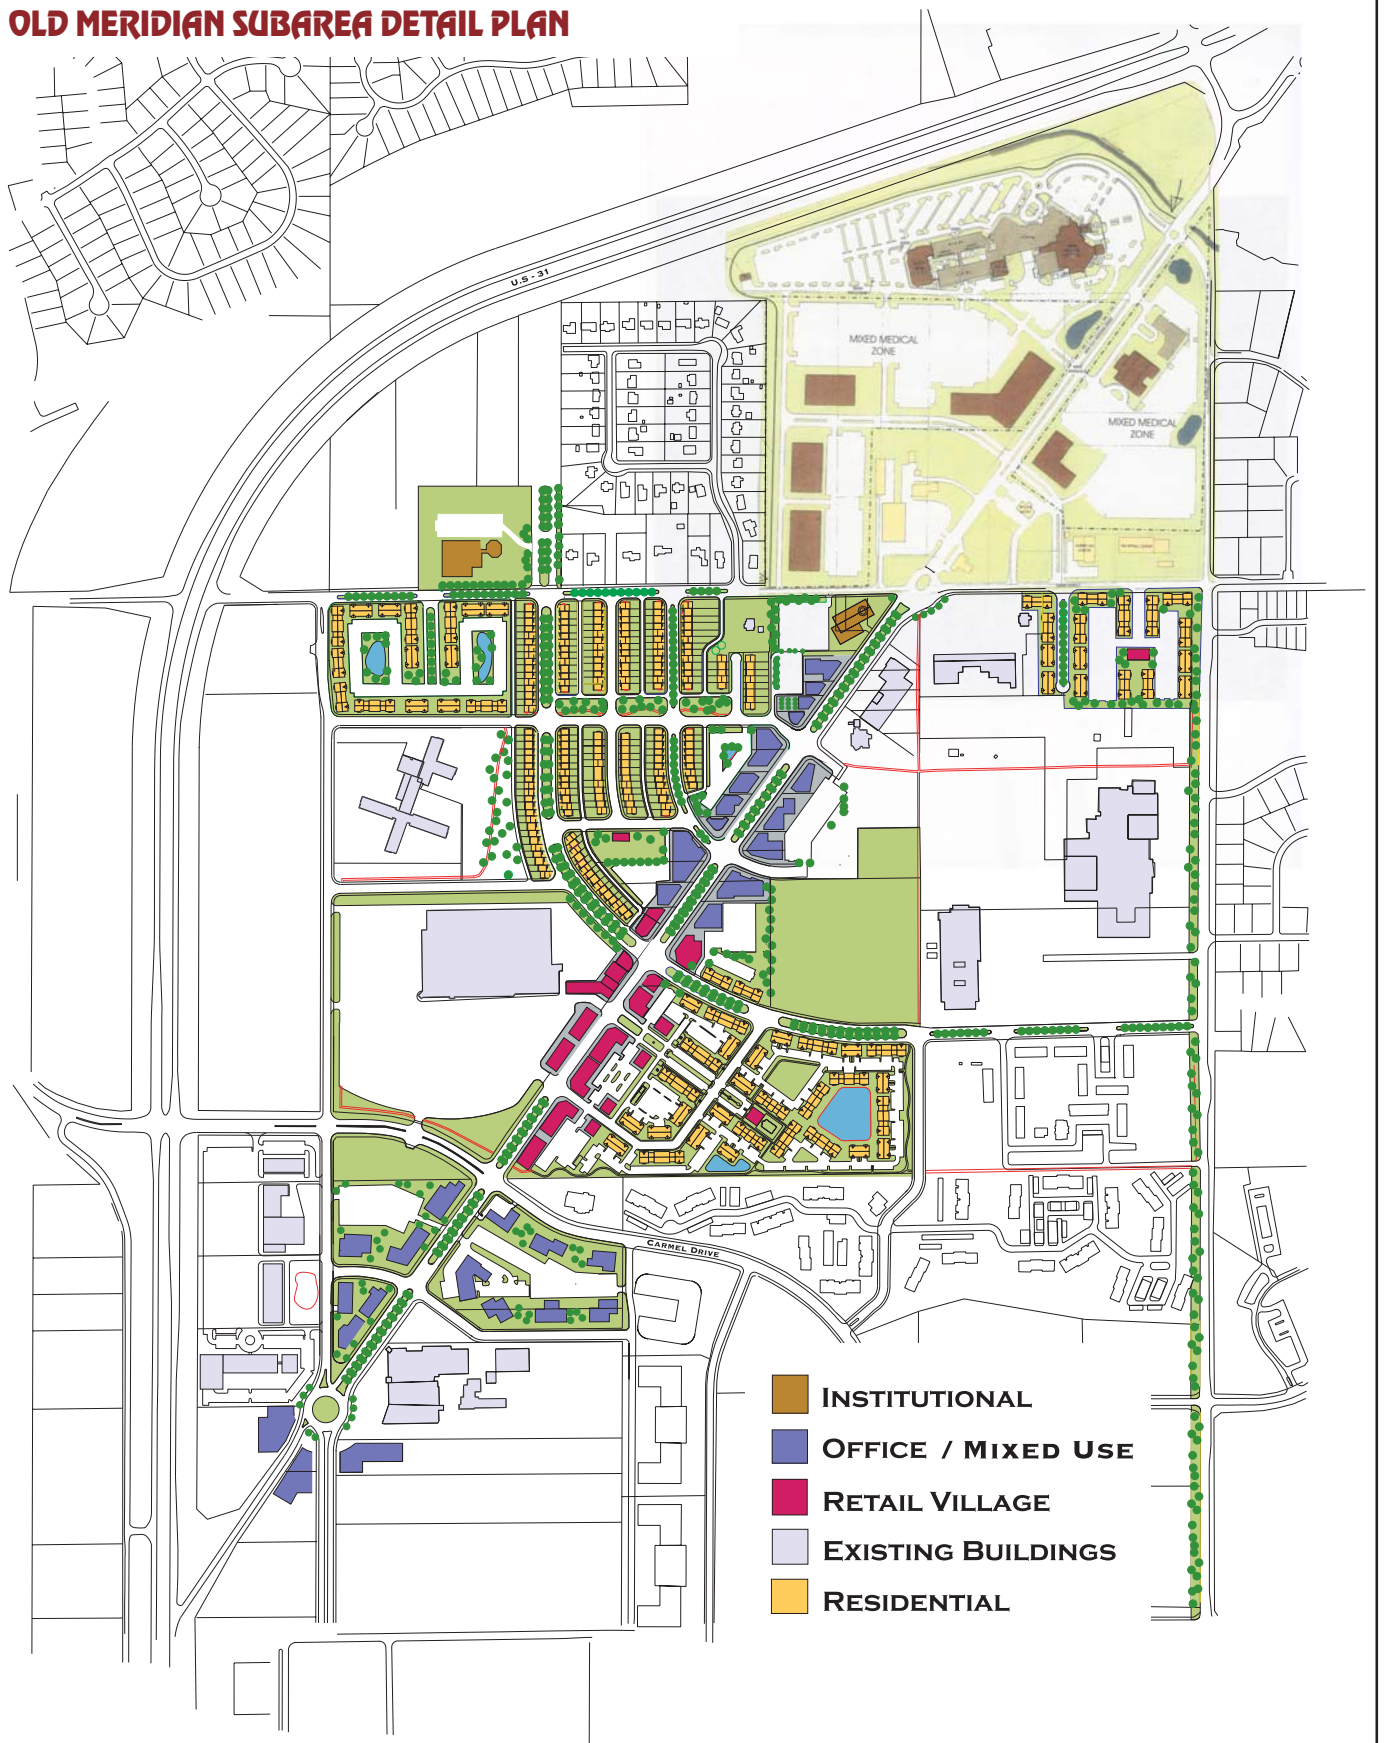 OLD MERIDIAN SUBAREA DETAIL PLAN
U.S - 31
MIXED MEDICAL
ZONE
MIXED MEDICAL
ZONE
CARMEL DRIVE
INSTITUTIONAL
OFFICE / MIXED USE
RETAIL VILLAGE
EXISTING BUILDINGS
RESIDENTIAL